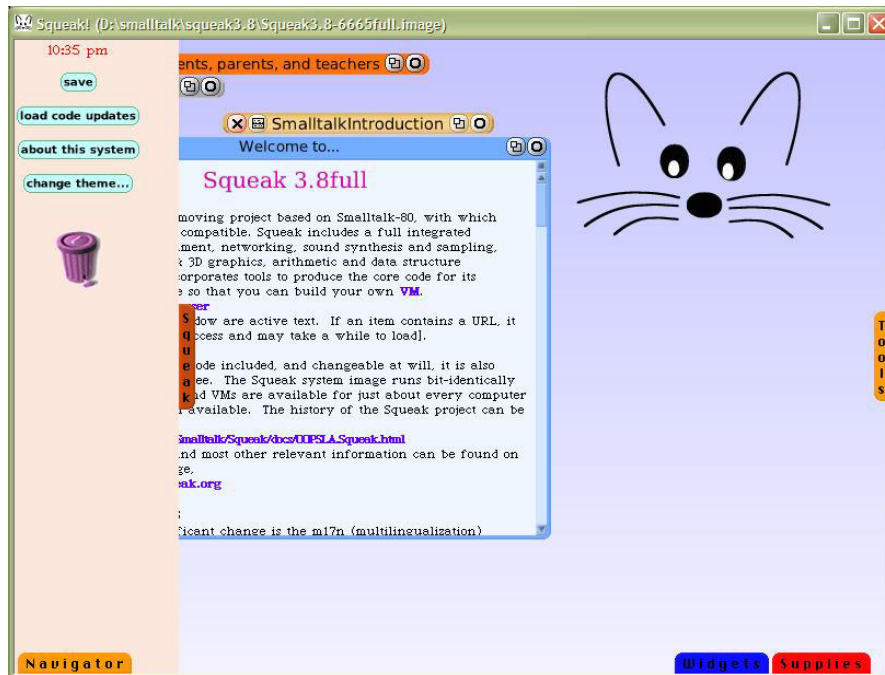 Squeak! (D:\smalltalk\squeak3.8\Squeak3.8-6665full.image)
10:35 pm
save
load code updates
about this system
change theme...
ents, parents, and teachers
SmalltalkIntroduction
Welcome to...
Squeak 3.8full
moving project based on Smalltalk-80, with which
compatible. Squeak includes a full integrated
ment, networking, sound synthesis and sampling,
3D graphics, arithmetic and data structure
orporates tools to produce the core code for its
so that you can build your own VM.
ser
dow are active text. If an item contains a URL, it
ccess and may take a while to load].
ode included, and changeable at will, it is also
ee. The Squeak system image runs bit-identically
nd VMs are available for just about every computer
available. The history of the Squeak project can be
Smalltalk/Squeak/docs/OOPSLA.Squeak.html
nd most other relevant information can be found on
ge,
eak.org
ficant change is the m17n (multilingualization)
Squeak
Tools
Navigator
Widgets
Supplies